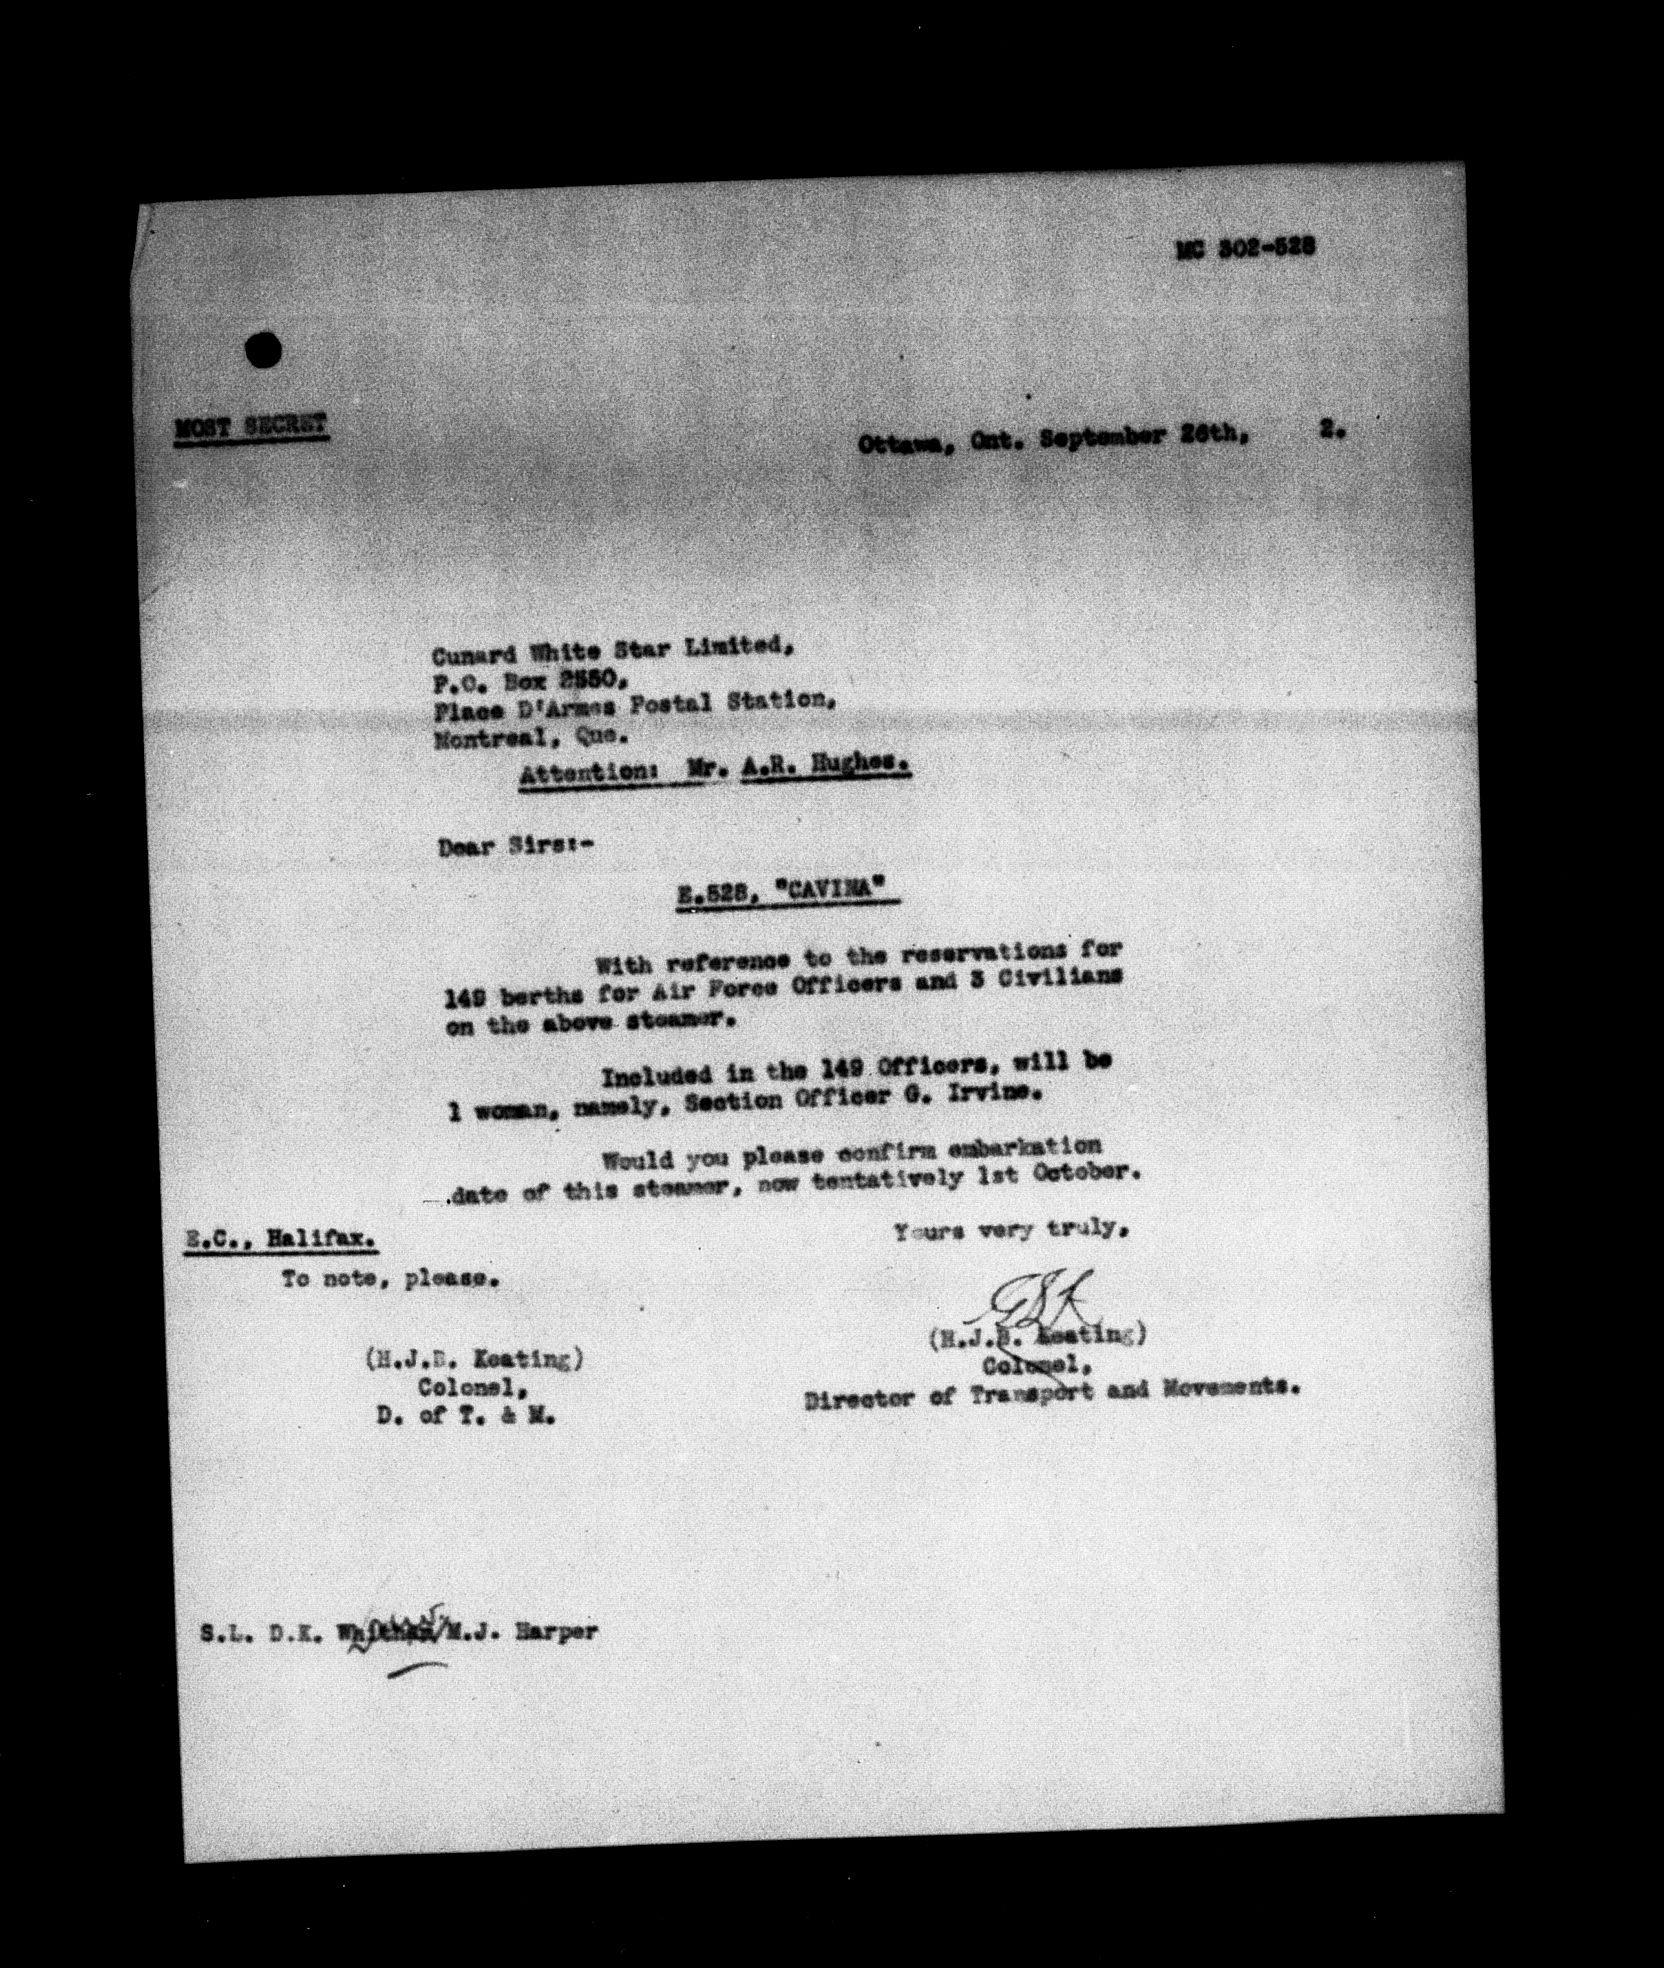 MC 302-528
MOST SECRET
Ottawa, Ont. September 26th, 2.
Cunard White Star Limited,
P.O. Box 2550,
Place D'Armes Postal Station,
Montreal, Que.
Attention: Mr. A.R. Hughes.
Dear Sirs:-
E.528, "CAVINA"
With reference to the reservations for
149 berths for Air Force Officers and 3 Civilians
on the above steamer.
Included in the 149 Officers, will be
1 woman, namely, Section Officer G. Irvine.
Would you please confirm embarkation
date of this steamer, now tentatively 1st October.
Yours very truly,
E.C., Halifax.
To note, please.
(H.J.B. Keating)
Colonel,
Director of Transport and Movements.
(H.J.B. Keating)
Colonel,
D. of T. & M.
S.L. D.K. /M.J. Harper